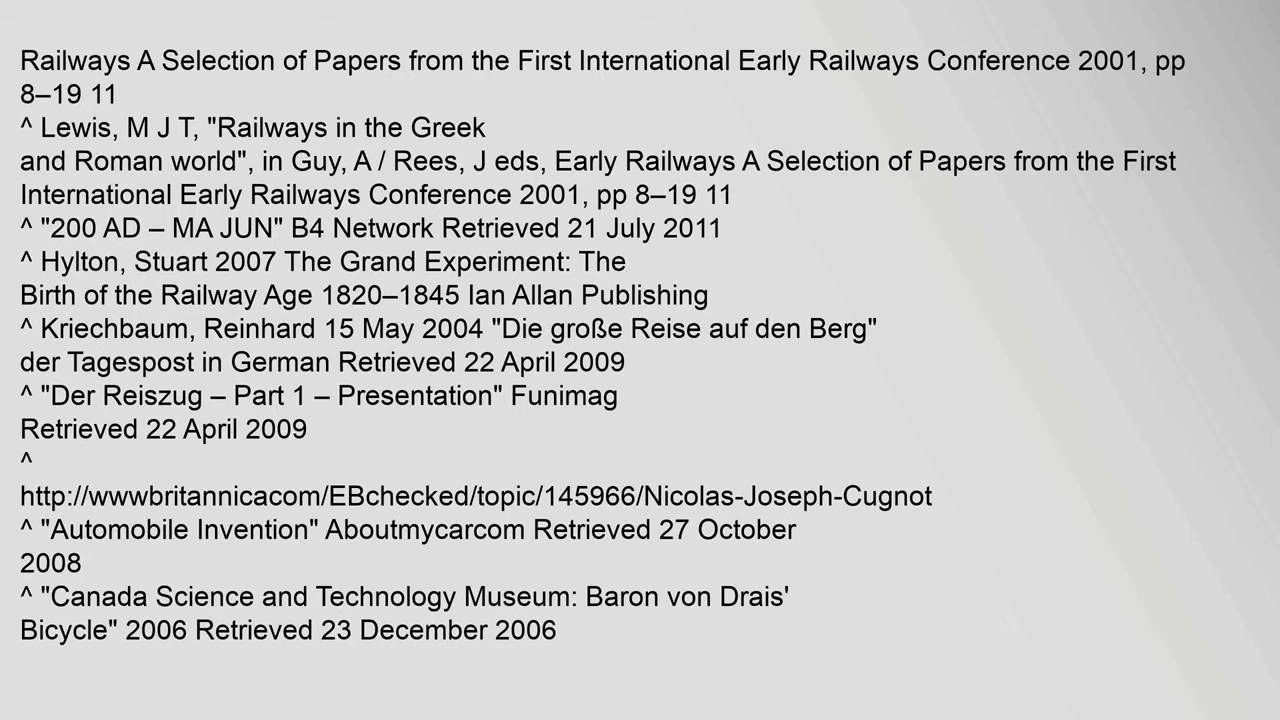 Railways A Selection of Papers from the First International Early Railways Conference 2001, pp
8–19 11
^ Lewis, M J T, "Railways in the Greek
and Roman world", in Guy, A / Rees, J eds, Early Railways A Selection of Papers from the First
International Early Railways Conference 2001, pp 8–19 11
^ "200 AD – MA JUN" B4 Network Retrieved 21 July 2011
^ Hylton, Stuart 2007 The Grand Experiment: The
Birth of the Railway Age 1820–1845 Ian Allan Publishing
^ Kriechbaum, Reinhard 15 May 2004 "Die große Reise auf den Berg"
der Tagespost in German Retrieved 22 April 2009
^ "Der Reiszug – Part 1 – Presentation" Funimag
Retrieved 22 April 2009
^
http://wwwbritannicacom/EBchecked/topic/145966/Nicolas-Joseph-Cugnot
^ "Automobile Invention" Aboutmycarcom Retrieved 27 October
2008
^ "Canada Science and Technology Museum: Baron von Drais'
Bicycle" 2006 Retrieved 23 December 2006